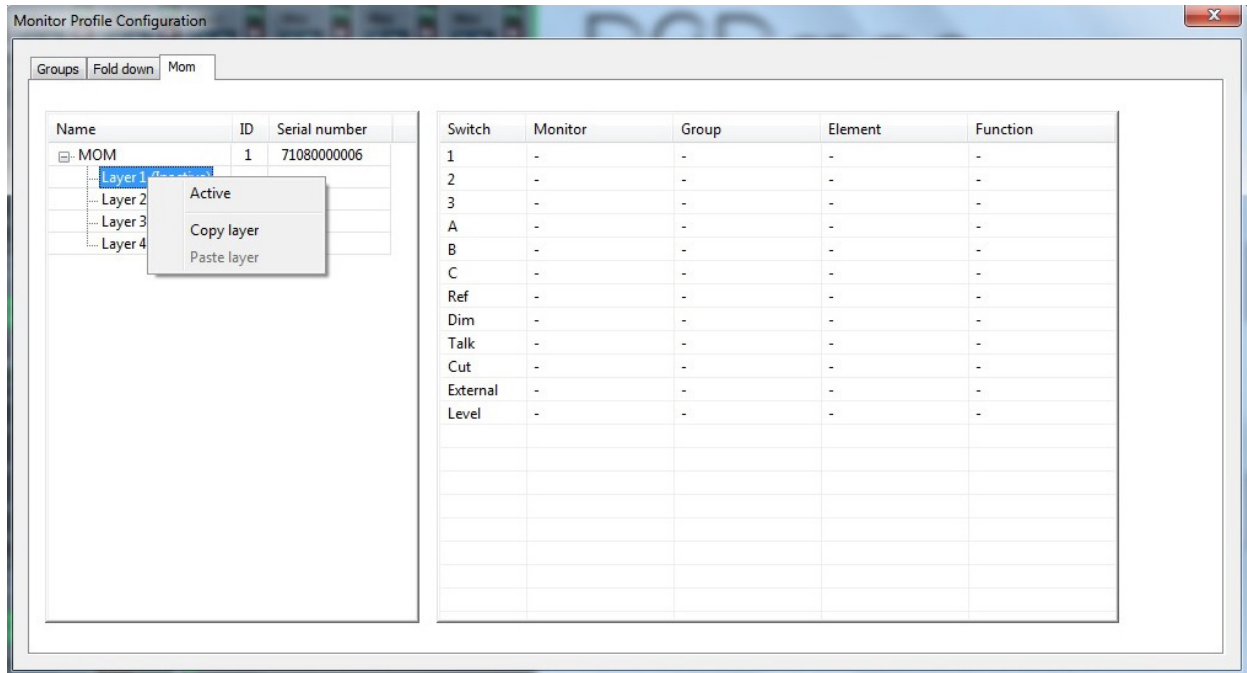 Monitor Profile Configuration
Groups Fold down Mom
Name ID Serial number
MOM 1 71080000006
Layer 1 (Inactive)
Layer 2
Layer 3
Layer 4
Active
Copy layer
Paste layer
Switch Monitor Group Element Function
1 - - - -
2 - - - -
3 - - - -
A - - - -
B - - - -
C - - - -
Ref - - - -
Dim - - - -
Talk - - - -
Cut - - - -
External - - - -
Level - - - -